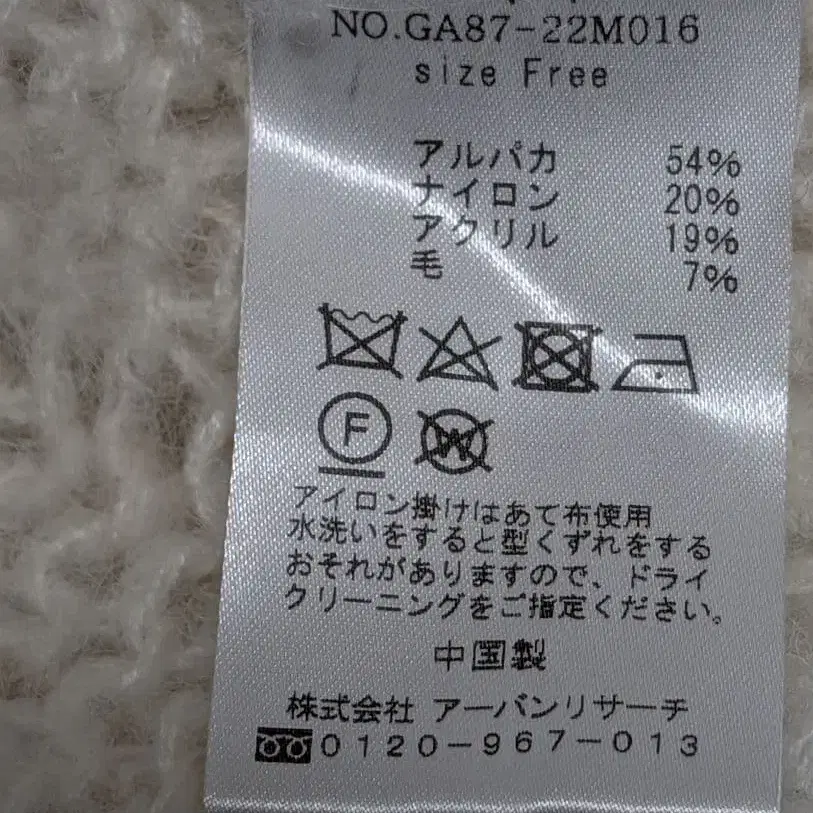 NO.GA87-22M016
size Free
アルパカ 54%
ナイロン 20%
アクリル 19%
毛 7%
F W
アイロン掛けはあて布使用
水洗いをすると型くずれをする
おそれがありますので、ドライ
クリーニングをご指定ください。
中国製
株式会社 アーバンリサーチ
0120-967-013